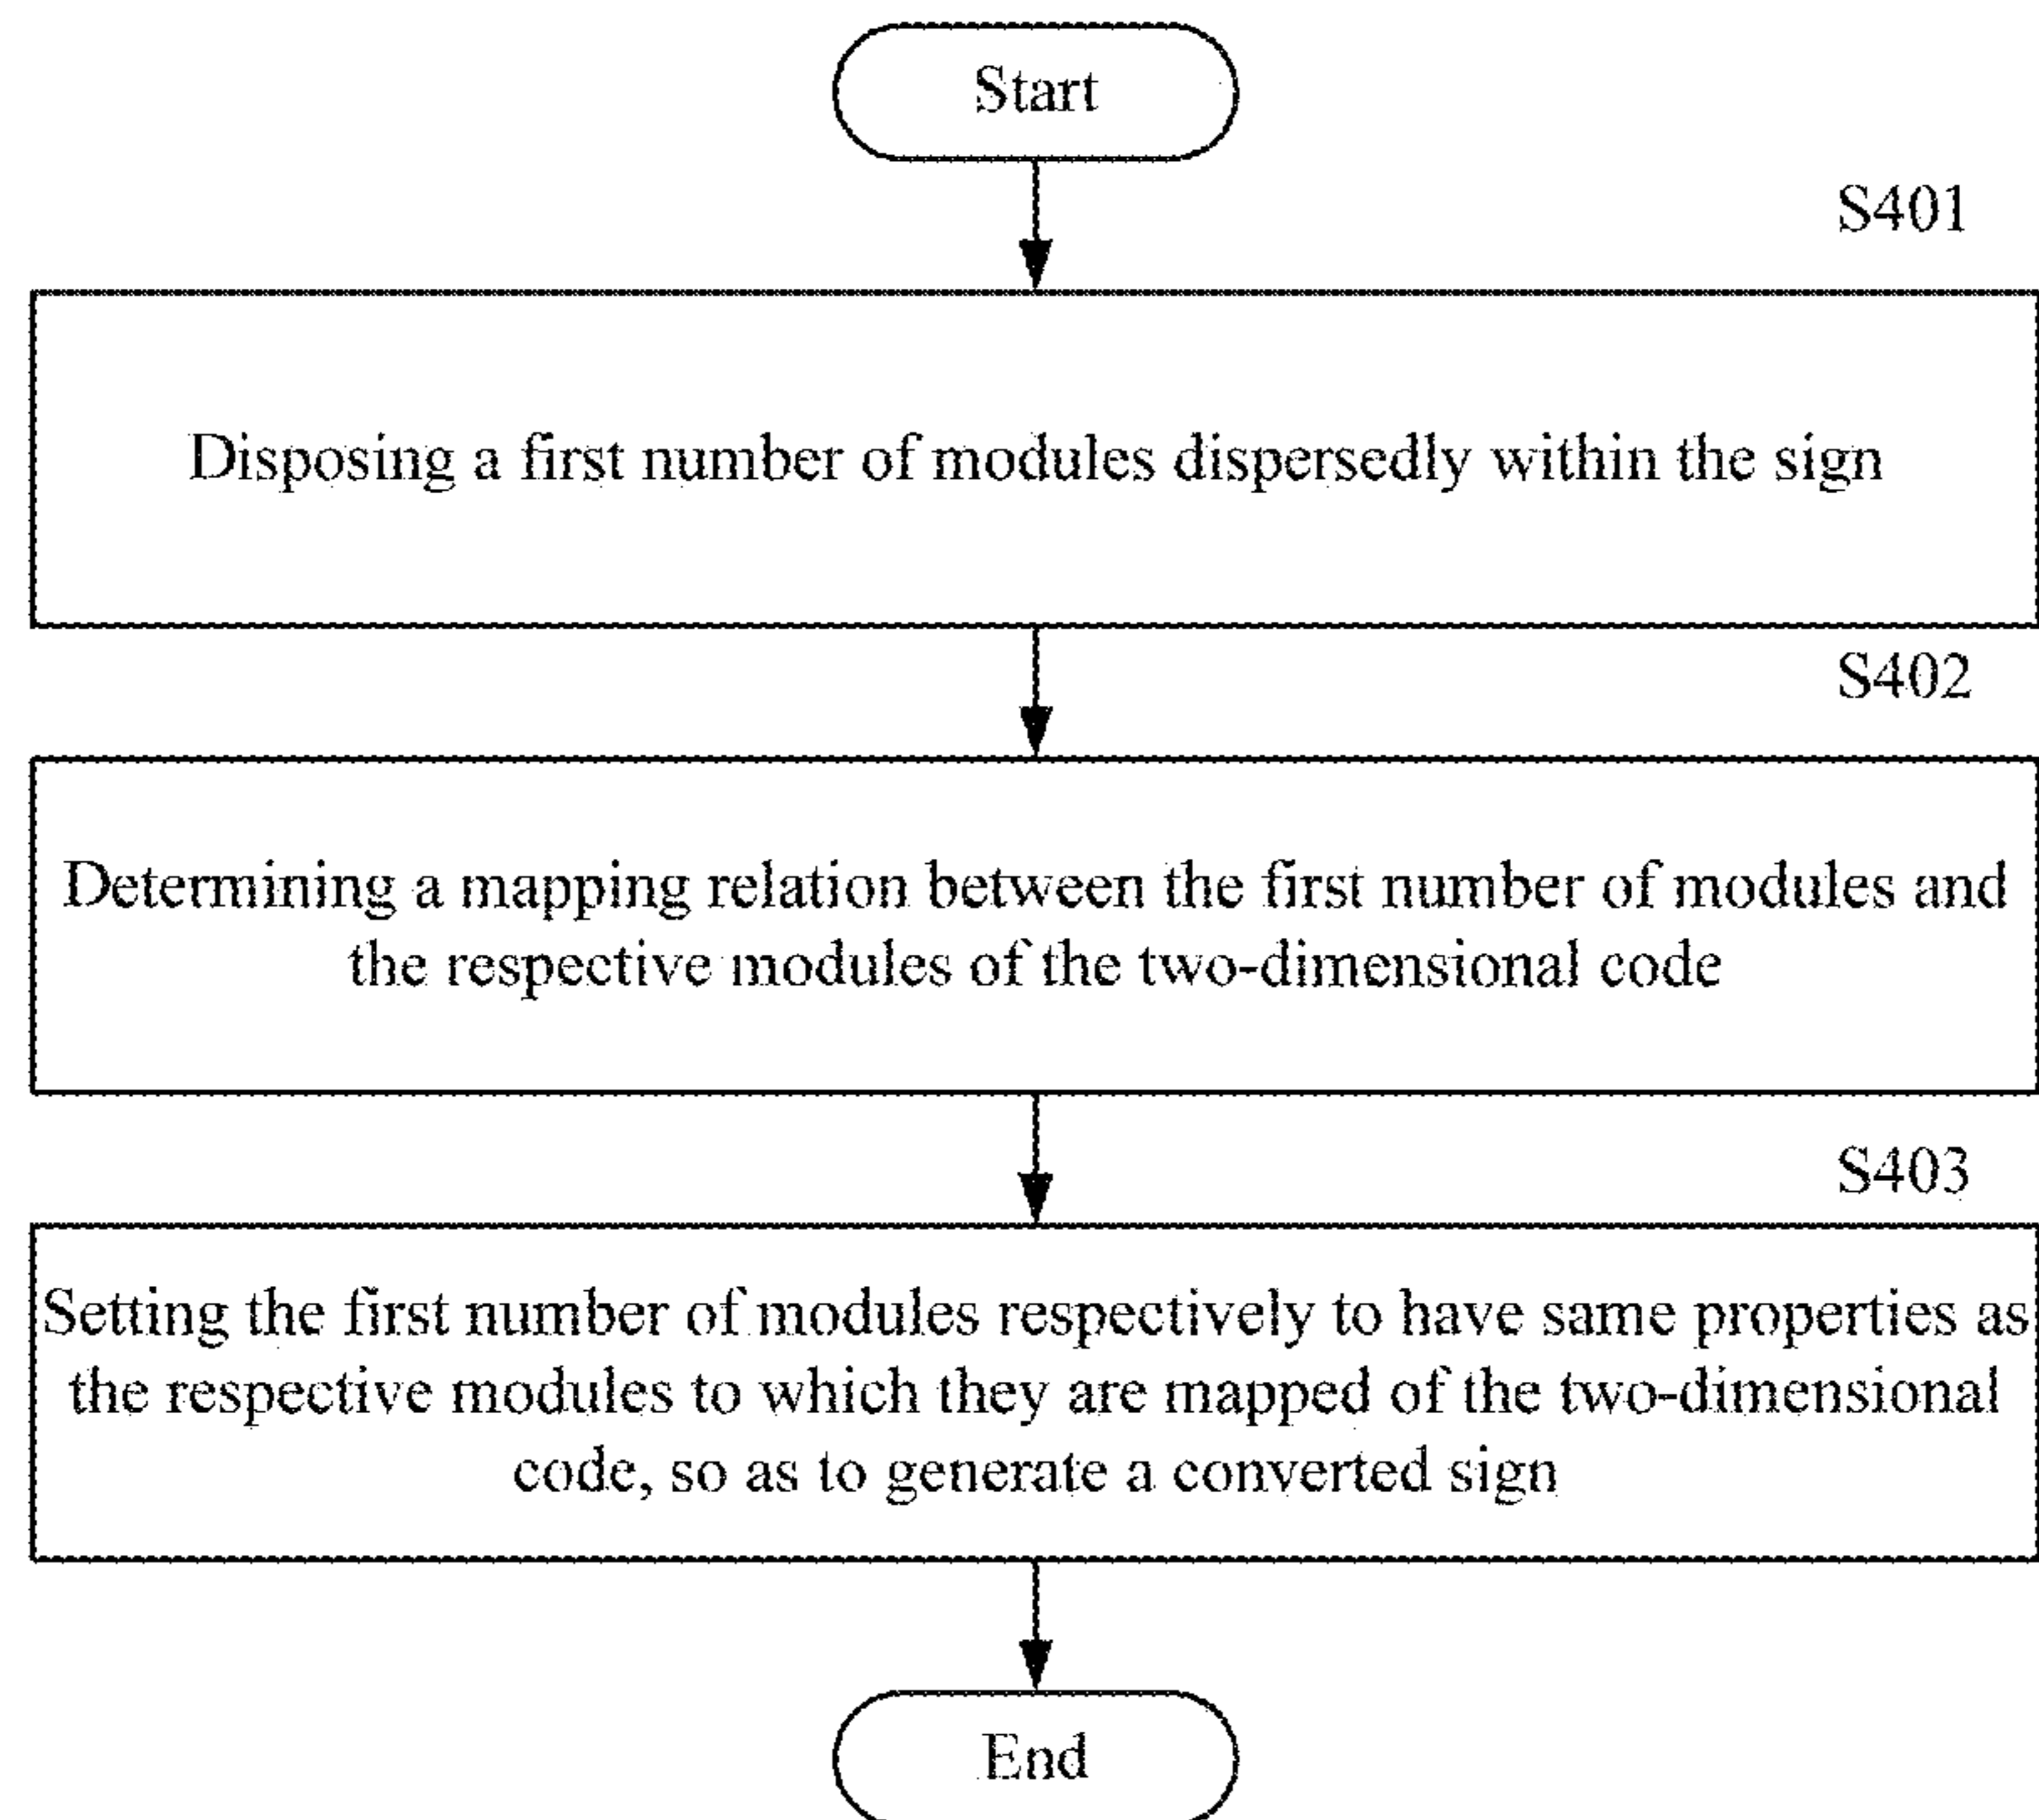 Start
S401
Disposing a first number of modules dispersedly within the sign
S402
Determining a mapping relation between the first number of modules and
the respective modules of the two-dimensional code
S403
Setting the first number of modules respectively to have same properties as
the respective modules to which they are mapped of the two-dimensional
code, so as to generate a converted sign
End